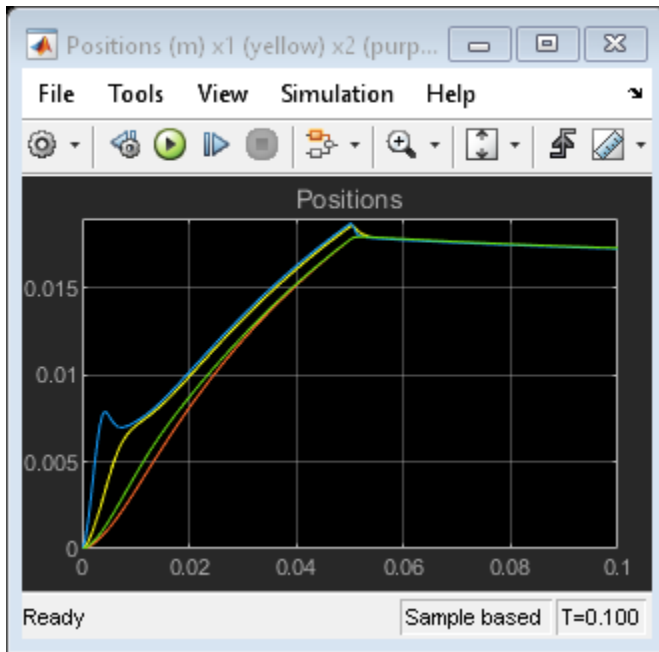 Positions (m) x1 (yellow) x2 (purp...
File Tools View Simulation Help
Positions
0.015
0.01
0.005
0
0 0.02 0.04 0.06 0.08 0.1
Ready Sample based T=0.100